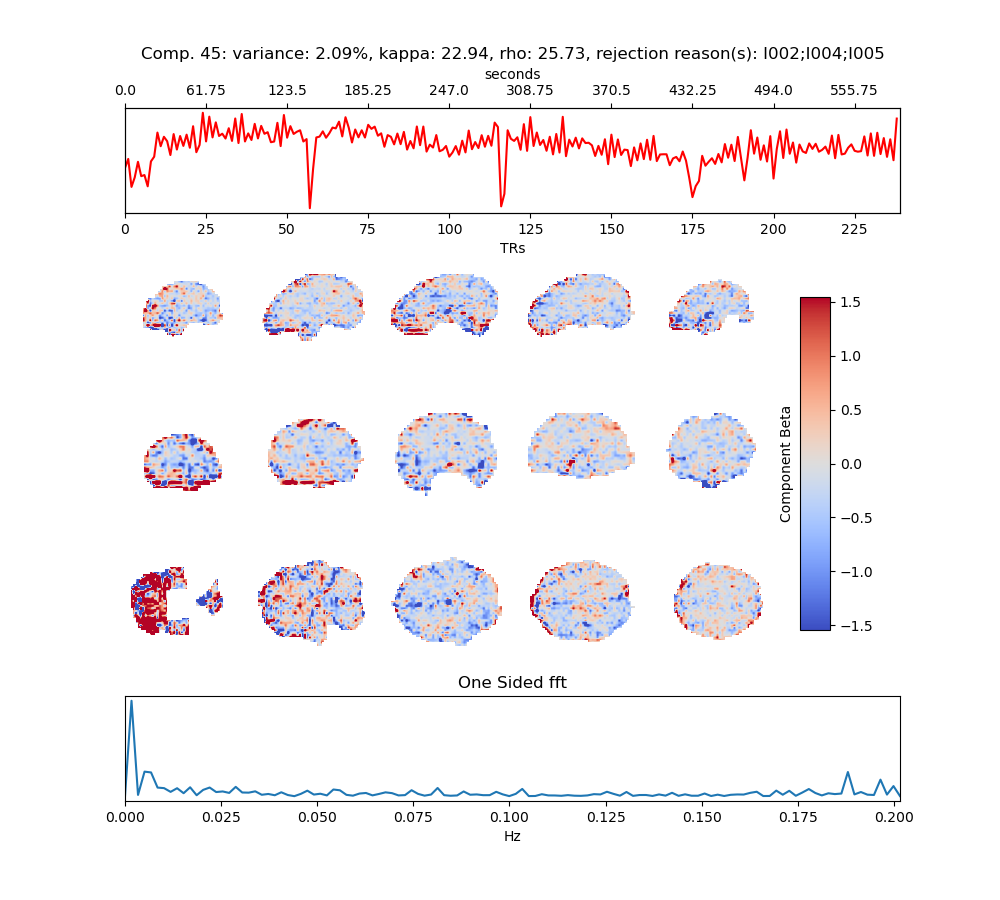 Comp. 45: variance: 2.09%, kappa: 22.94, rho: 25.73, rejection reason(s): I002;I004;I005
seconds
0.0 61.75 123.5 185.25 247.0 308.75 370.5 432.25 494.0 555.75
0 25 50 75 100 125 150 175 200 225
TRs
1.5
1.0
0.5
0.0
−0.5
−1.0
−1.5
Component Beta
One Sided fft
0.000 0.025 0.050 0.075 0.100 0.125 0.150 0.175 0.200
Hz